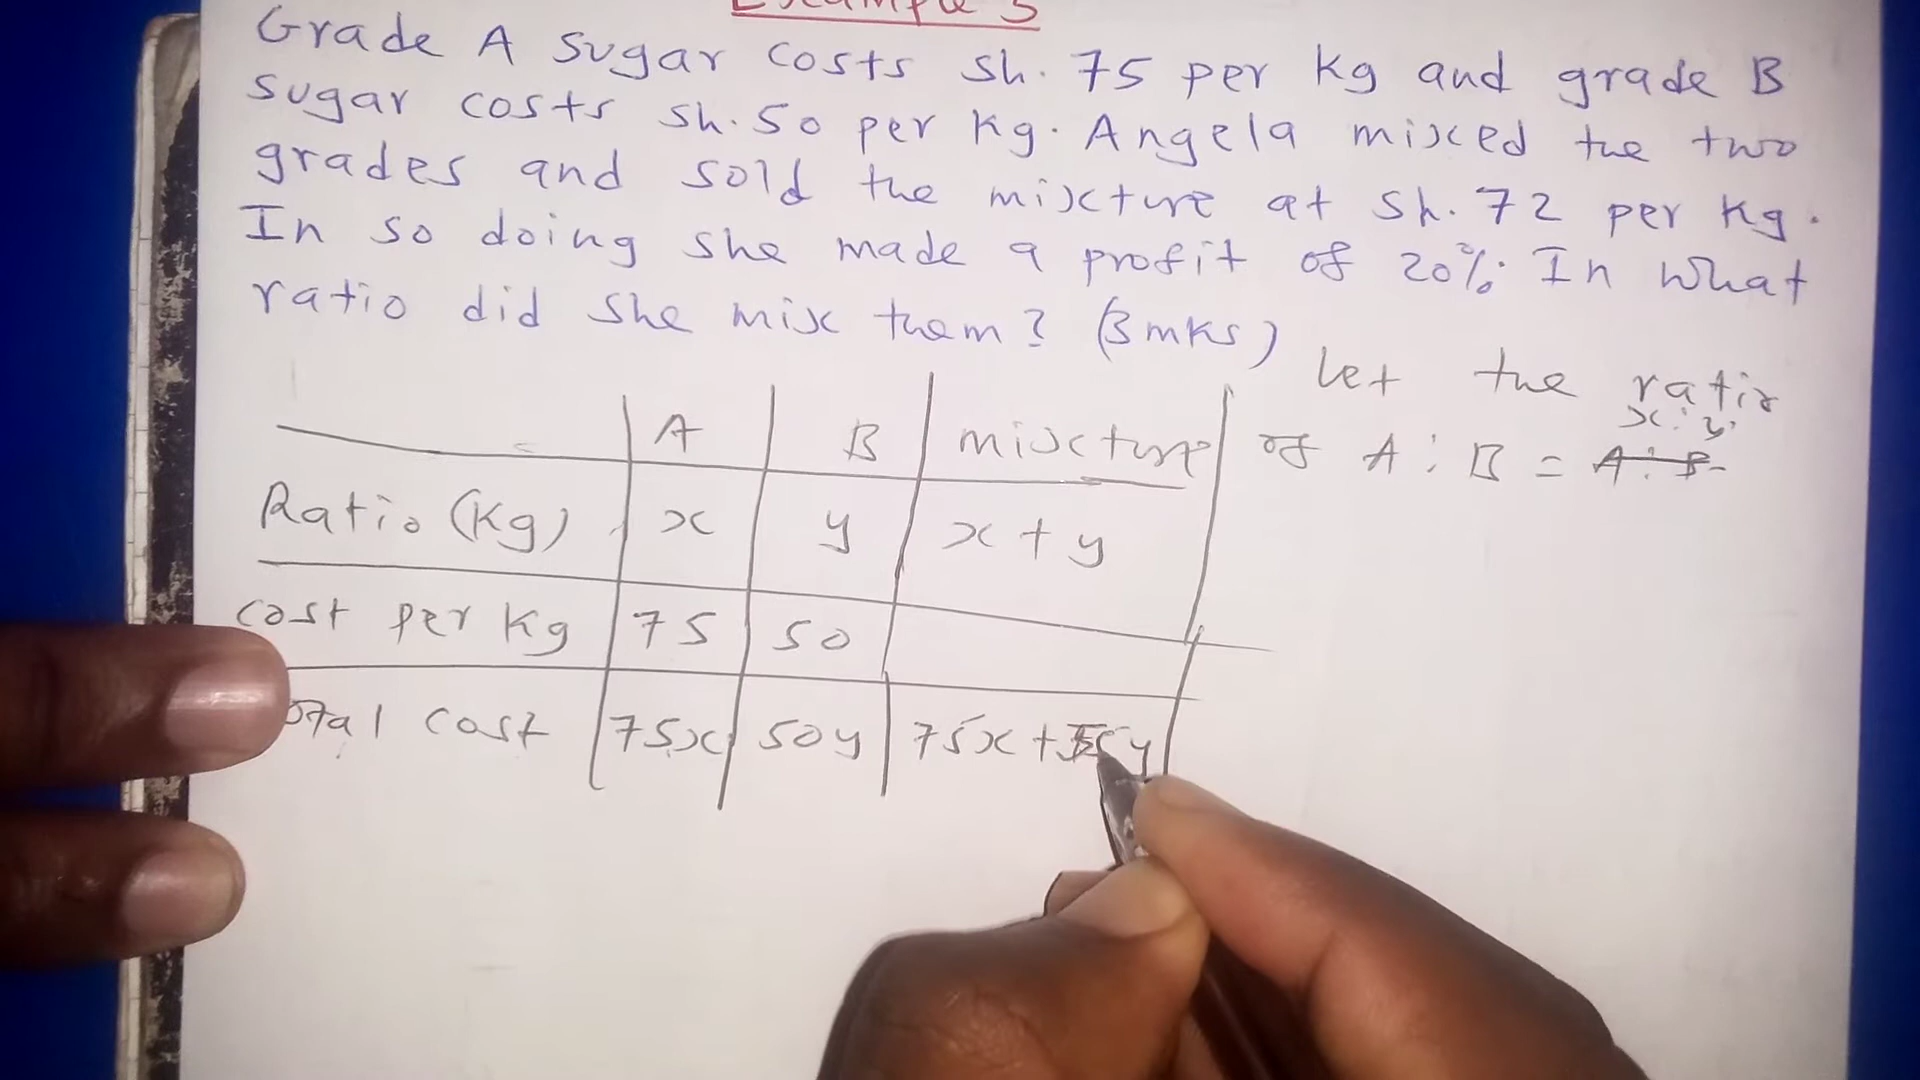 Example 5
Grade A sugar costs sh. 75 per kg and grade B
sugar costs sh. 50 per kg. Angela mixed the two
grades and sold the mixture at sh. 72 per kg.
In so doing she made a profit of 20%. In what
ratio did she mix them? (3mks)
Let the ratio
x : y
of A : B = A : B
A B mixture
Ratio (kg) x y x + y
cost per kg 75 50
otal cost 75x 50y 75x + y